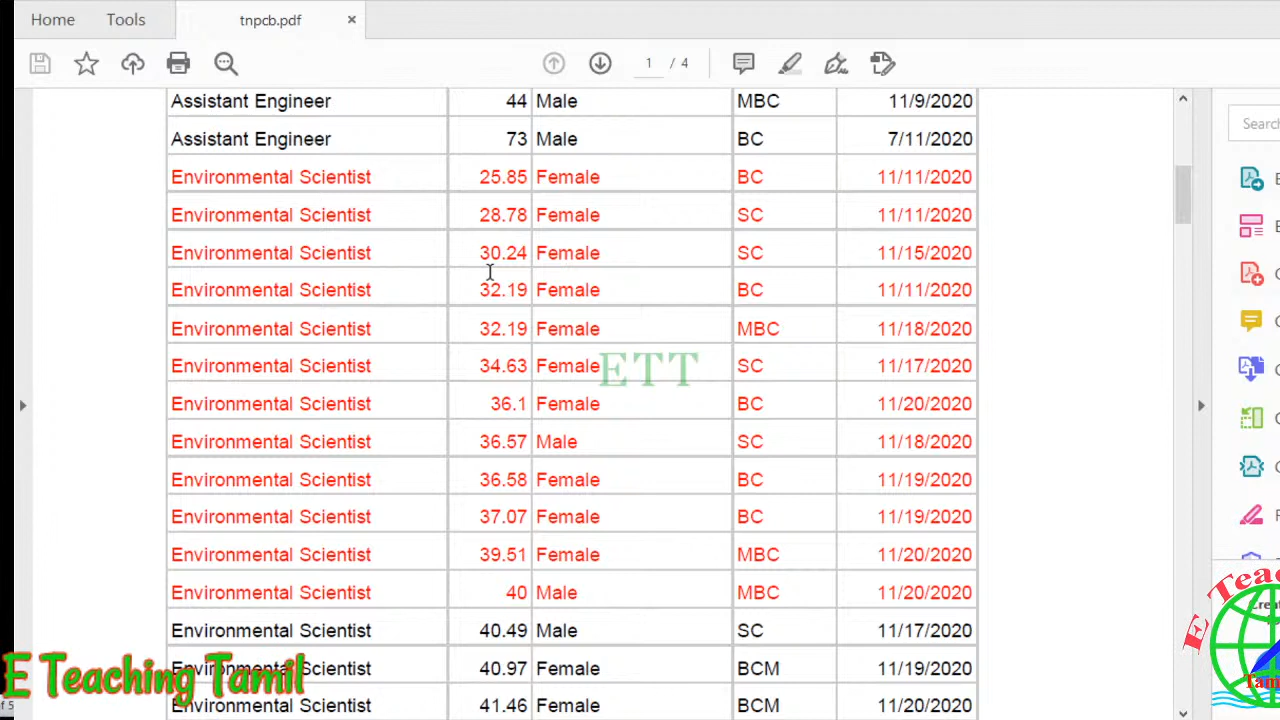 Home Tools tnpcb.pdf ×
1 / 4
Assistant Engineer 44 Male MBC 11/9/2020
Assistant Engineer 73 Male BC 7/11/2020
Environmental Scientist 25.85 Female BC 11/11/2020
Environmental Scientist 28.78 Female SC 11/11/2020
Environmental Scientist 30.24 Female SC 11/15/2020
Environmental Scientist 32.19 Female BC 11/11/2020
Environmental Scientist 32.19 Female MBC 11/18/2020
Environmental Scientist 34.63 Female SC 11/17/2020
ETT
Environmental Scientist 36.1 Female BC 11/20/2020
Environmental Scientist 36.57 Male SC 11/18/2020
Environmental Scientist 36.58 Female BC 11/19/2020
Environmental Scientist 37.07 Female BC 11/19/2020
Environmental Scientist 39.51 Female MBC 11/20/2020
Environmental Scientist 40 Male MBC 11/20/2020
Environmental Scientist 40.49 Male SC 11/17/2020
Environmental Scientist 40.97 Female BCM 11/19/2020
Environmental Scientist 41.46 Female BCM 11/20/2020
E Teaching Tamil
Search
E Teac
Tami